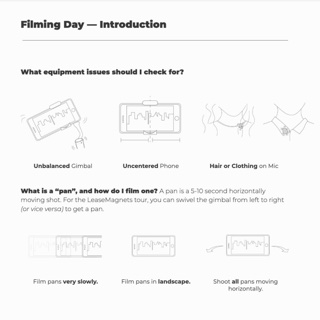 Filming Day — Introduction
What equipment issues should I check for?
Unbalanced Gimbal
Uncentered Phone
Hair or Clothing on Mic
What is a “pan”, and how do I film one? A pan is a 5-10 second horizontally
moving shot. For the LeaseMagnets tour, you can swivel the gimbal from left to right
(or vice versa) to get a pan.
Film pans very slowly.
Film pans in landscape.
Shoot all pans moving
horizontally.